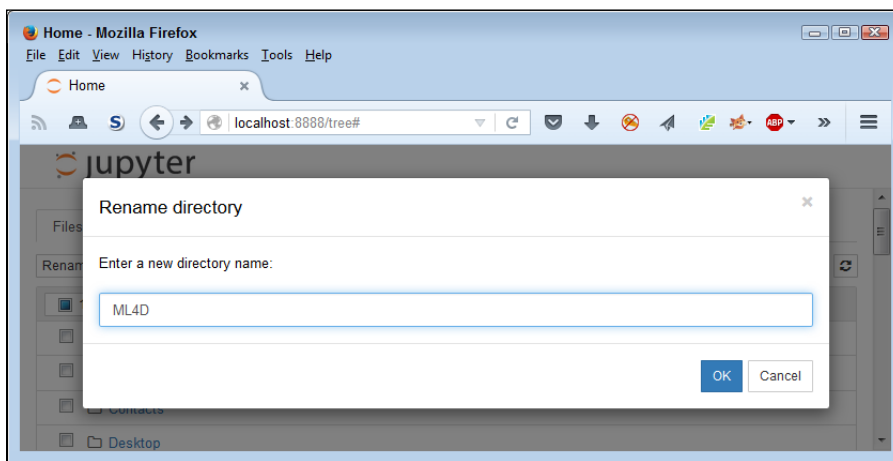 Home - Mozilla Firefox
File Edit View History Bookmarks Tools Help
Home
localhost:8888/tree#
ABP
jupyter
Rename directory
Files
Renam
Enter a new directory name:
ML4D
OK Cancel
Contacts
Desktop